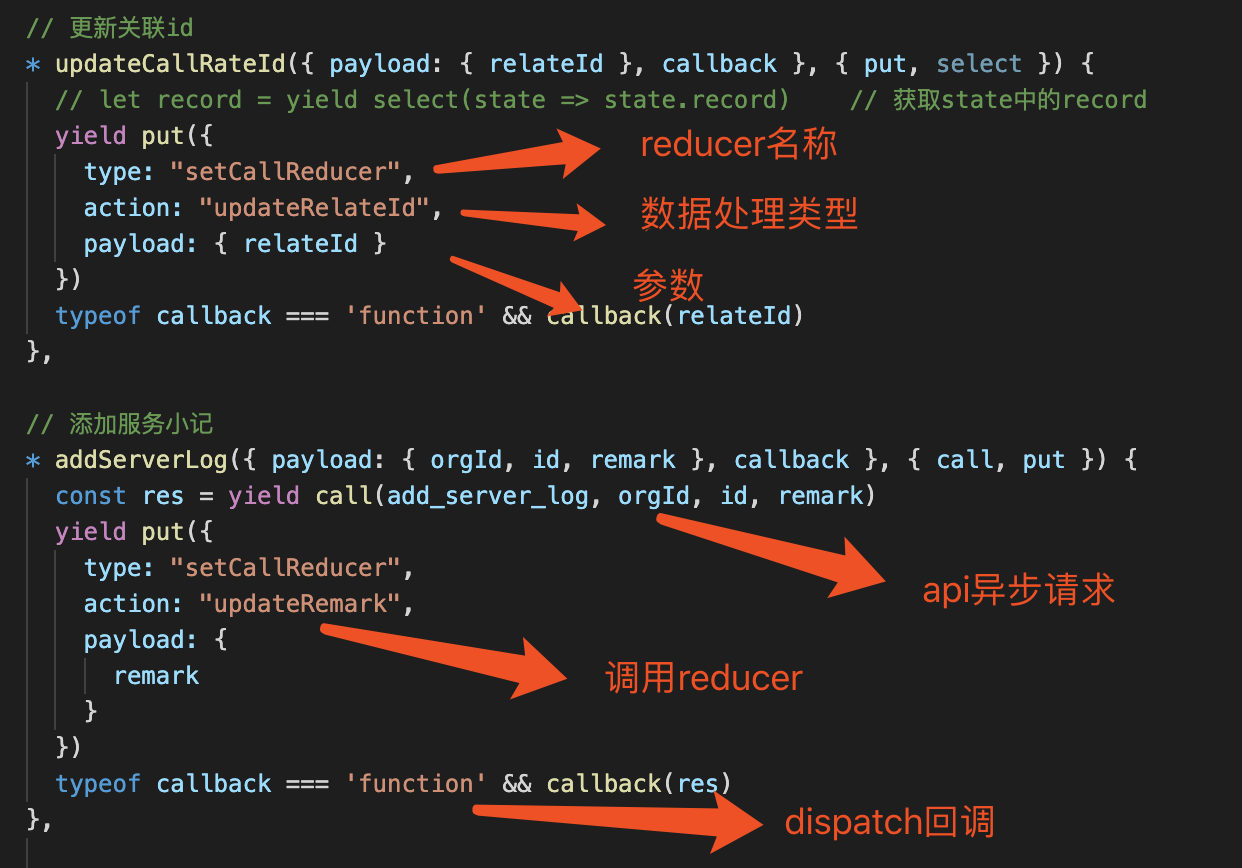 // 更新关联id
* updateCallRateId({ payload: { relateId }, callback }, { put, select }) {
// let record = yield select(state => state.record)    // 获取state中的record
yield put({
reducer名称
type: "setCallReducer",
action: "updateRelateId",
数据处理类型
payload: { relateId }
})
参数
typeof callback === 'function' && callback(relateId)
},
// 添加服务小记
* addServerLog({ payload: { orgId, id, remark }, callback }, { call, put }) {
const res = yield call(add_server_log, orgId, id, remark)
yield put({
type: "setCallReducer",
api异步请求
action: "updateRemark",
payload: {
remark
调用reducer
}
})
typeof callback === 'function' && callback(res)
},
dispatch回调